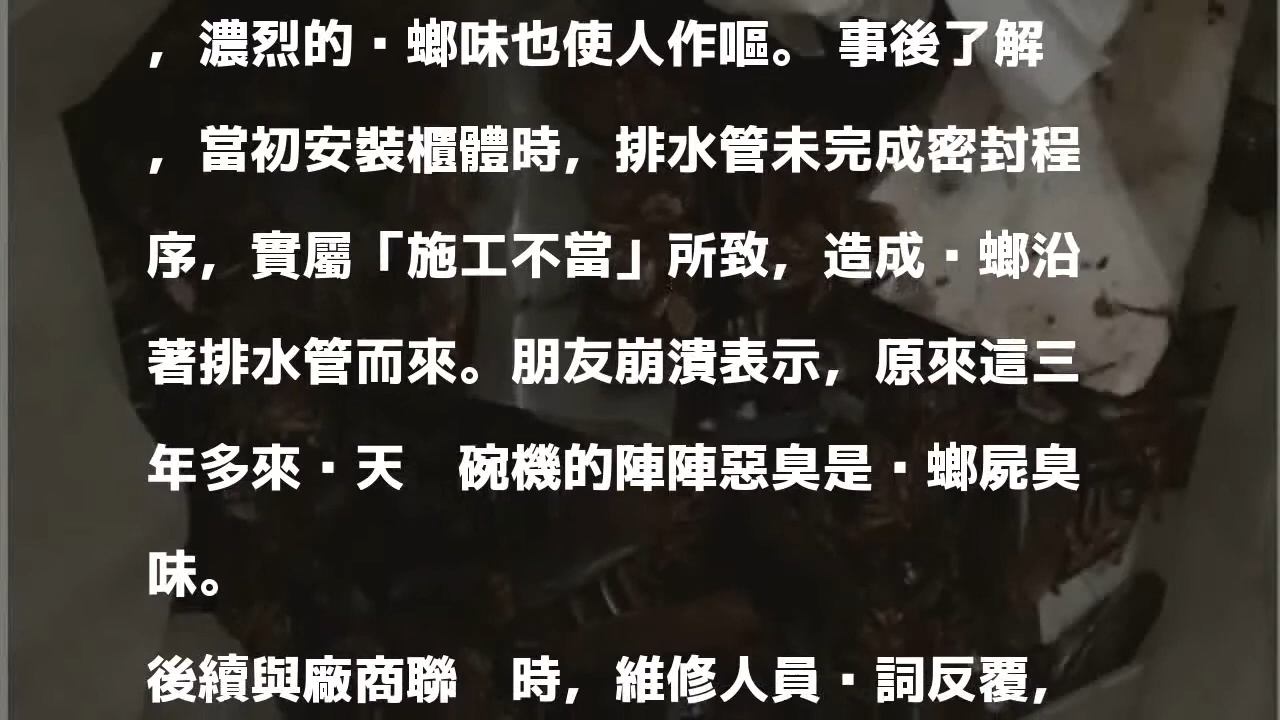 ，濃烈的·螂味也使人作嘔。 事後了解
，當初安裝櫃體時，排水管未完成密封程
序，實屬「施工不當」所致，造成·螂沿
著排水管而來。朋友崩潰表示，原來這三
年多來·天　碗機的陣陣惡臭是·螂屍臭
味。
後續與廠商聯　時，維修人員·詞反覆，